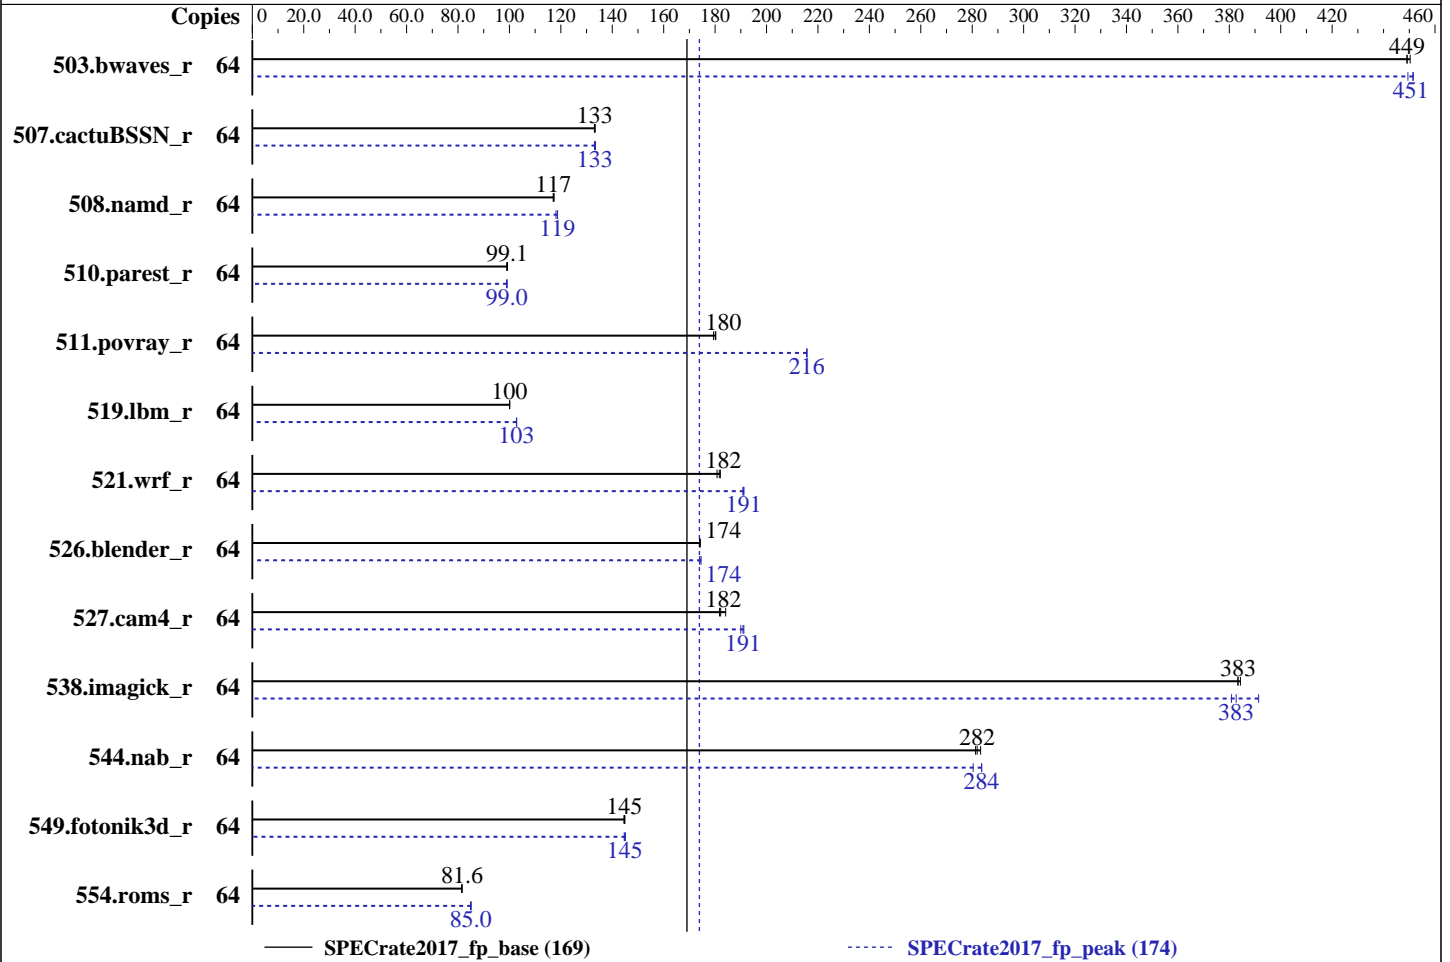 Copies 0 20.0 40.0 60.0 80.0 100 120 140 160 180 200 220 240 260 280 300 320 340 360 380 400 420 460
503.bwaves_r 64 449
451
507.cactuBSSN_r 64 133
133
508.namd_r 64 117
119
510.parest_r 64 99.1
99.0
511.povray_r 64 180
216
519.lbm_r 64 100
103
521.wrf_r 64 182
191
526.blender_r 64 174
174
527.cam4_r 64 182
191
538.imagick_r 64 383
383
544.nab_r 64 282
284
549.fotonik3d_r 64 145
145
554.roms_r 64 81.6
85.0
SPECrate2017_fp_base (169) SPECrate2017_fp_peak (174)